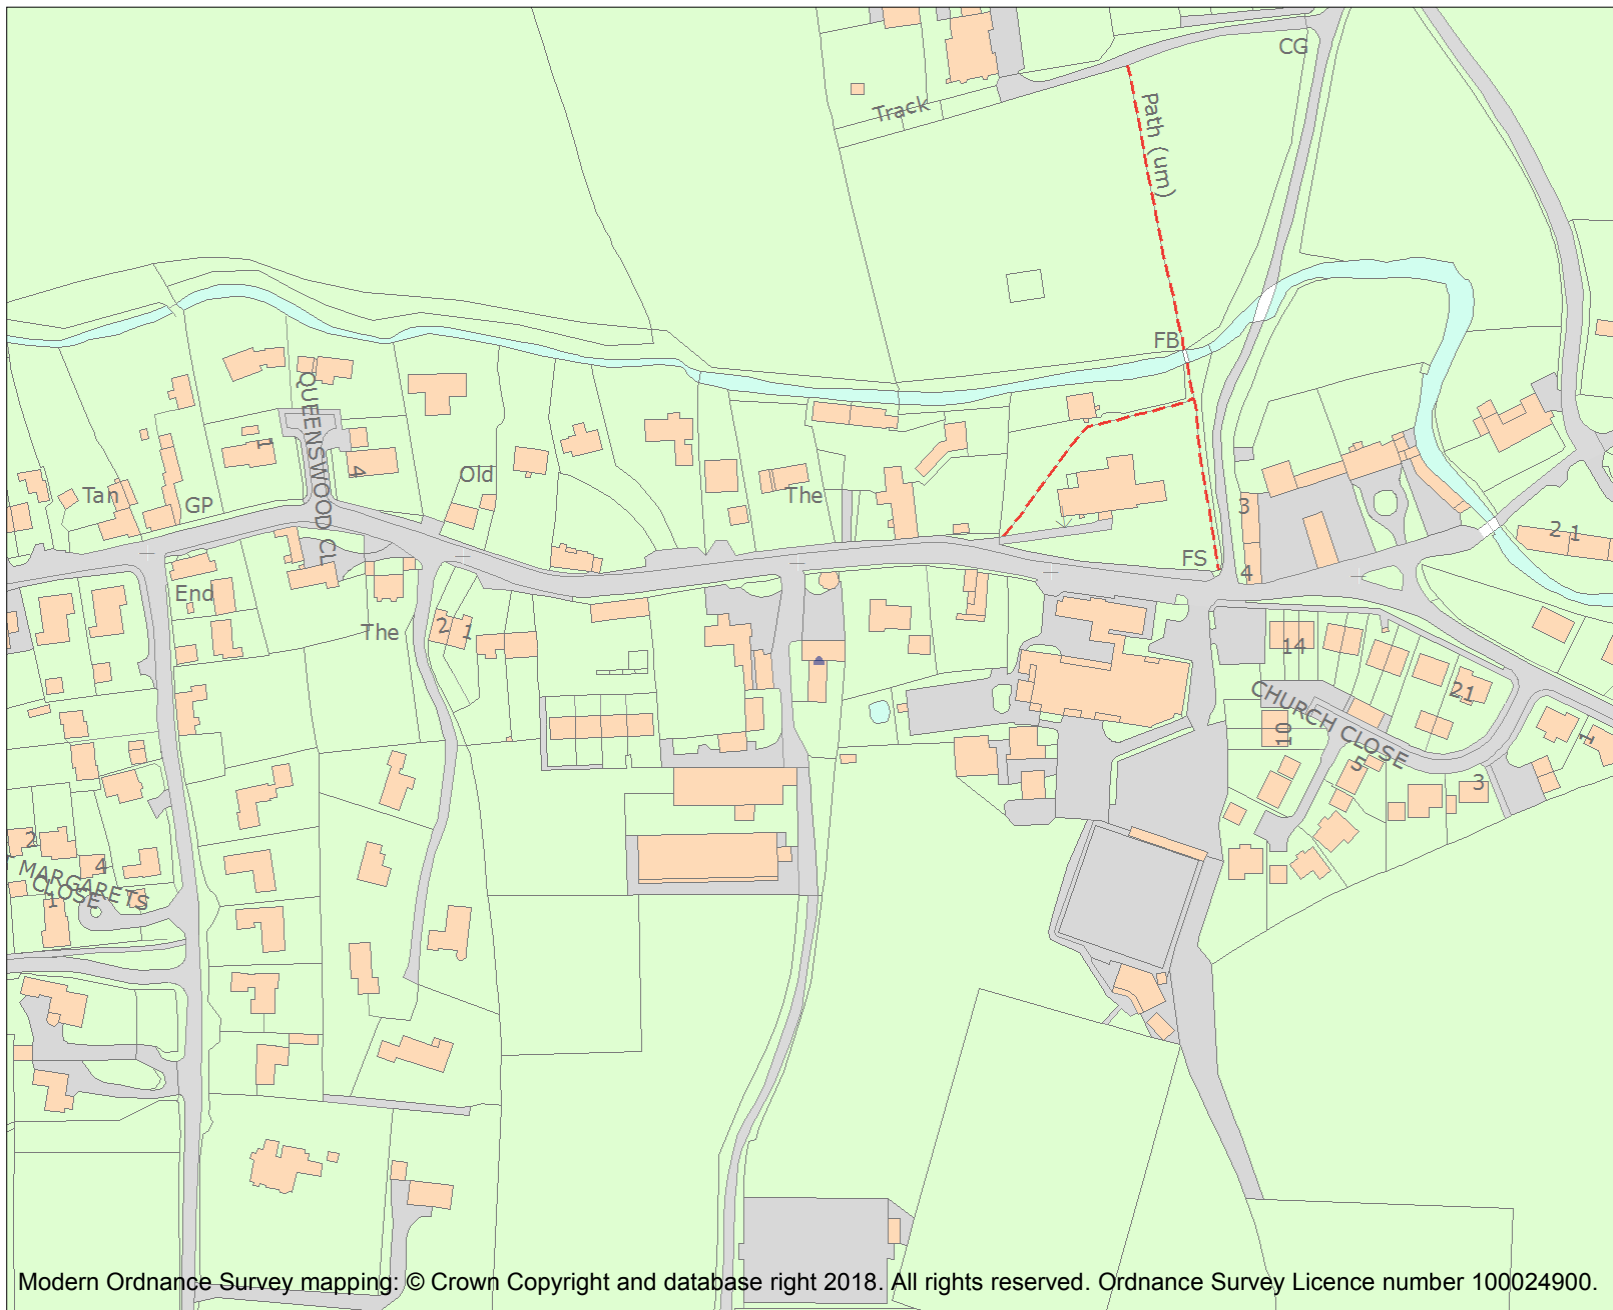 CG
Track
Path (um)
FB
QUEENSWOOD CL
1
4
Old
Tan
GP
The
3
2 1
FS
4
End
The
2 1
14
21
CHURCH CLOSE
10
5
1
3
2
4
MARGARETS
CLOSE
1
Modern Ordnance Survey mapping: © Crown Copyright and database right 2018. All rights reserved. Ordnance Survey Licence number 100024900.